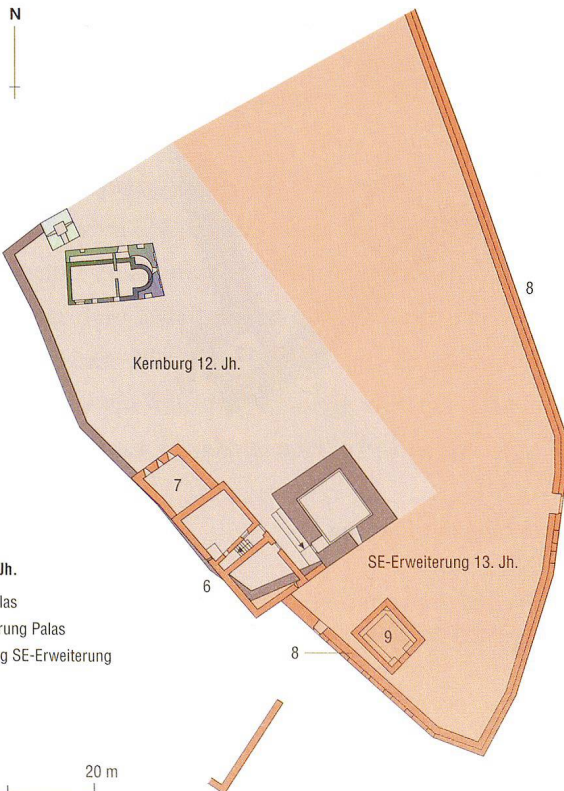 N
8
Kernburg 12. Jh.
7
SE-Erweiterung 13. Jh.
6
9
8
Jh.
las
rung Palas
g SE-Erweiterung
20 m